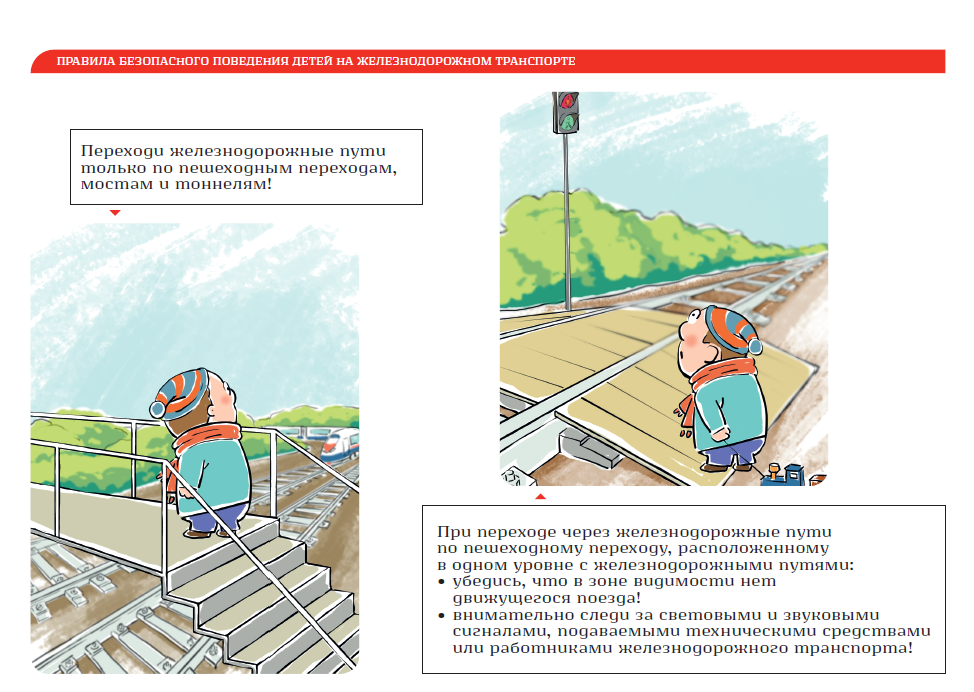 ПРАВИЛА БЕЗОПАСНОГО ПОВЕДЕНИЯ ДЕТЕЙ НА ЖЕЛЕЗНОДОРОЖНОМ ТРАНСПОРТЕ
Переходи железнодорожные пути
только по пешеходным переходам,
мостам и тоннелям!
При переходе через железнодорожные пути
по пешеходному переходу, расположенному
в одном уровне с железнодорожными путями:
• убедись, что в зоне видимости нет
движущегося поезда!
• внимательно следи за световыми и звуковыми
сигналами, подаваемыми техническими средствами
или работниками железнодорожного транспорта!